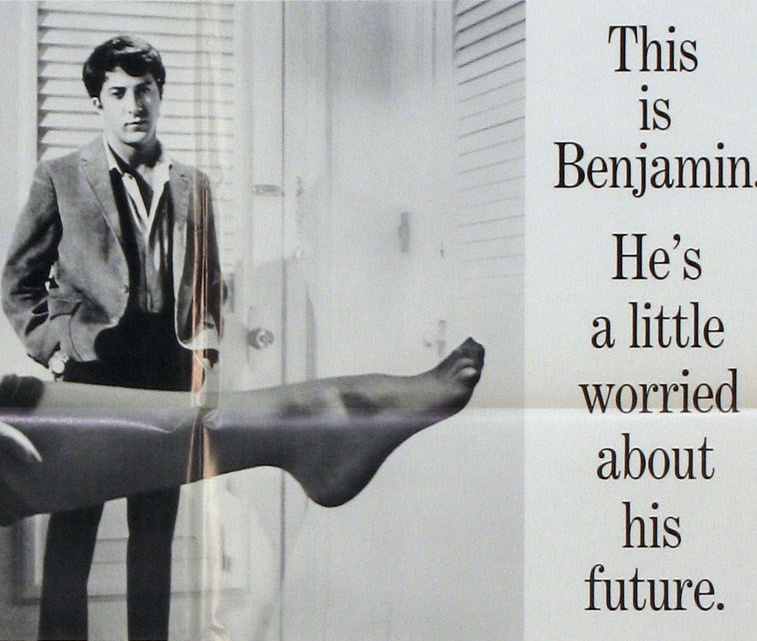 This
is
Benjamin.
He's
a little
worried
about
his
future.